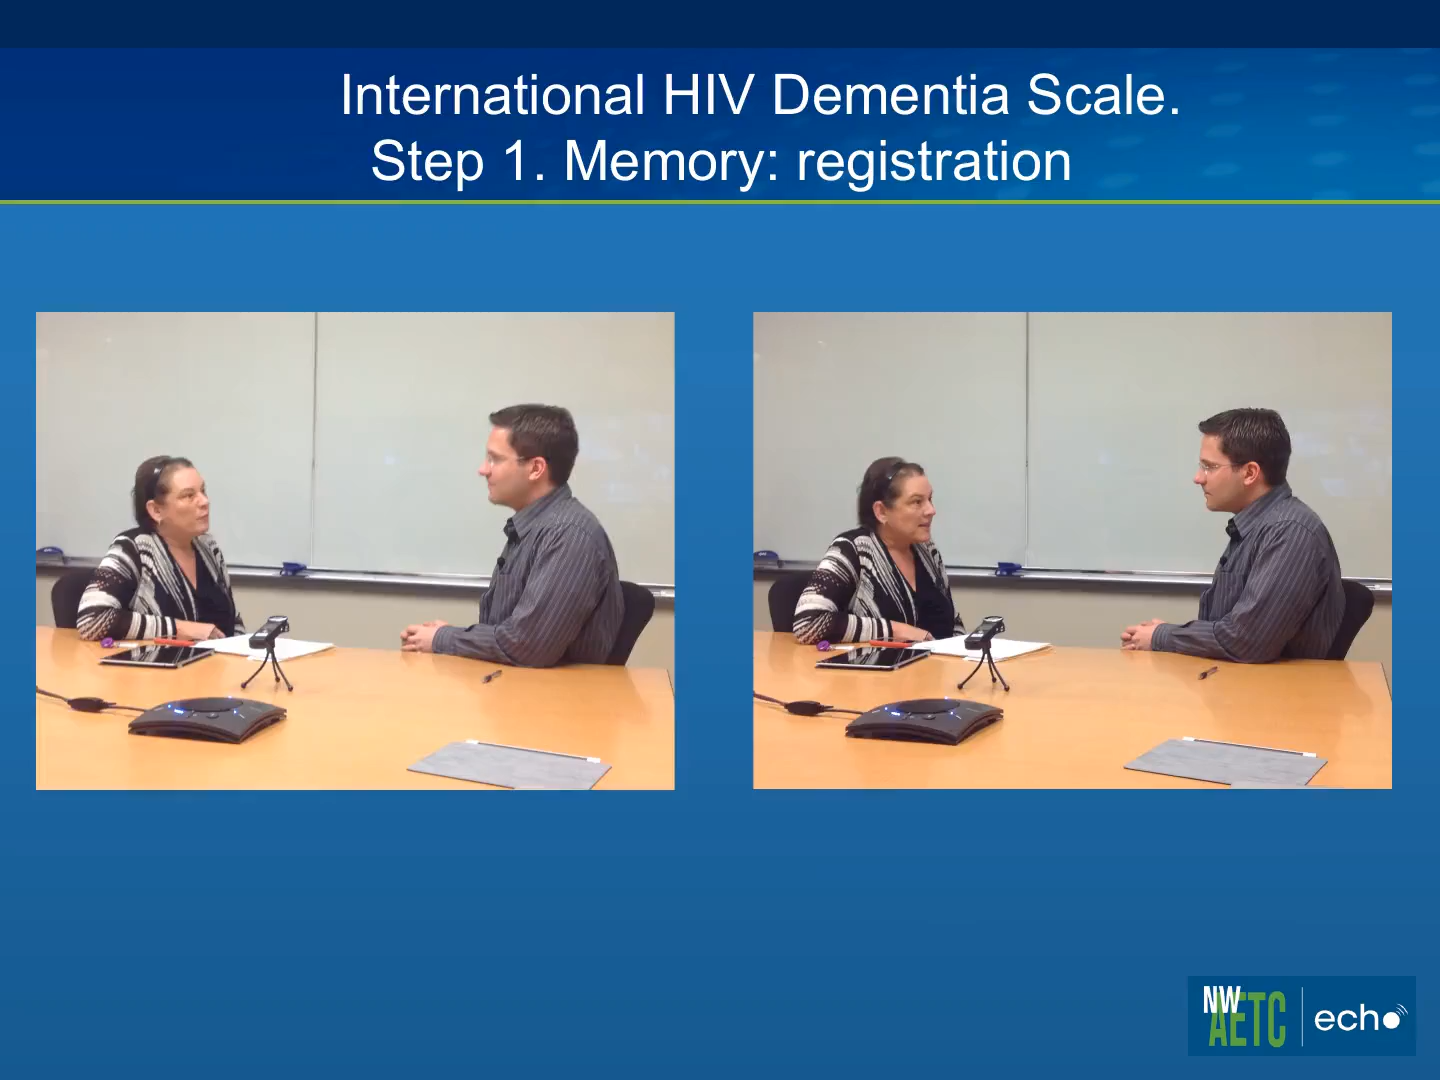 International HIV Dementia Scale.
Step 1. Memory: registration
NW
AETC
echo